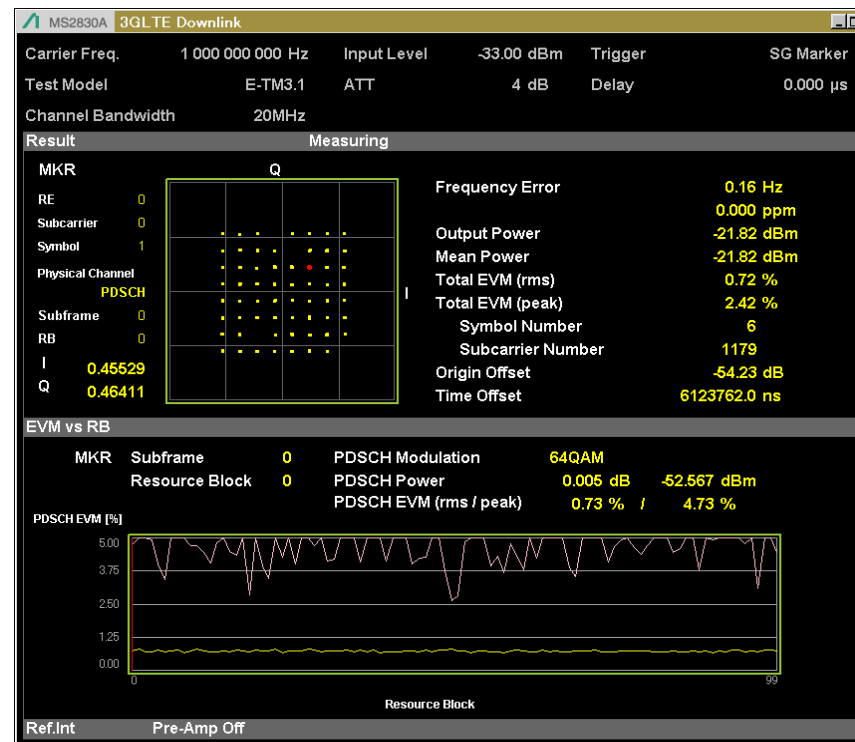 MS2830A 3GLTE Downlink
Carrier Freq. 1 000 000 000 Hz Input Level -33.00 dBm Trigger SG Marker
Test Model E-TM3.1 ATT 4 dB Delay 0.000 µs
Channel Bandwidth 20MHz
Result Measuring
MKR Q
RE 0
Subcarrier 0
Symbol 1
Physical Channel
PDSCH
Subframe 0
RB 0
I 0.45529
Q 0.46411
I
Frequency Error 0.16 Hz
0.000 ppm
Output Power -21.82 dBm
Mean Power -21.82 dBm
Total EVM (rms) 0.72 %
Total EVM (peak) 2.42 %
Symbol Number 6
Subcarrier Number 1179
Origin Offset -54.23 dB
Time Offset 6123762.0 ns
EVM vs RB
MKR Subframe 0 PDSCH Modulation 64QAM
Resource Block 0 PDSCH Power 0.005 dB -52.567 dBm
PDSCH EVM (rms / peak) 0.73 % / 4.73 %
PDSCH EVM [%]
5.00
3.75
2.50
1.25
0.00
0 99
Resource Block
Ref.Int Pre-Amp Off